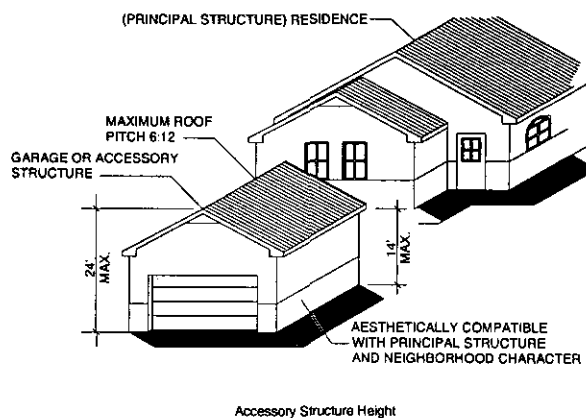 (PRINCIPAL STRUCTURE) RESIDENCE
MAXIMUM ROOF
PITCH 6:12
GARAGE OR ACCESSORY
STRUCTURE
24'
MAX.
14'
MAX.
AESTHETICALLY COMPATIBLE
WITH PRINCIPAL STRUCTURE
AND NEIGHBORHOOD CHARACTER
Accessory Structure Height